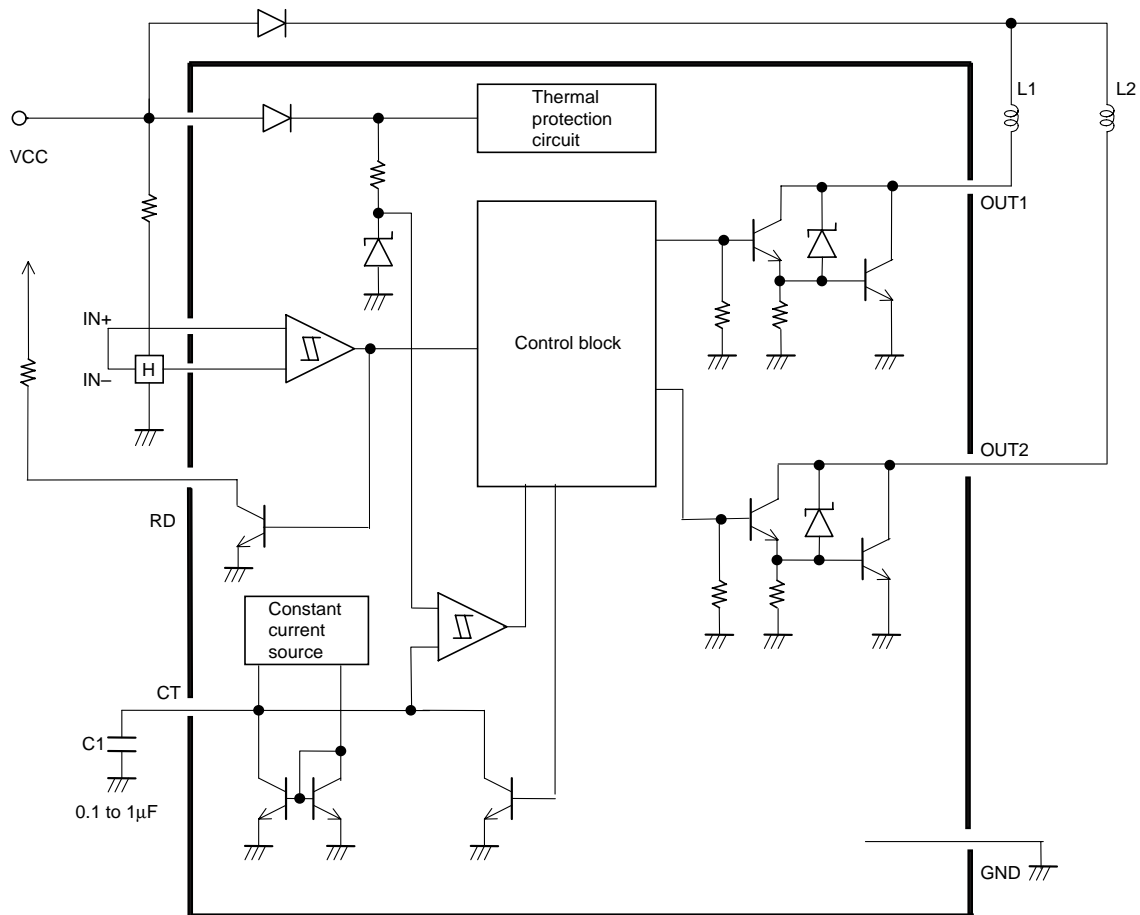 L1
L2
Thermal
protection
circuit
VCC
OUT1
IN+
Control block
H
IN–
OUT2
RD
Constant
current
source
CT
C1
0.1 to 1μF
GND